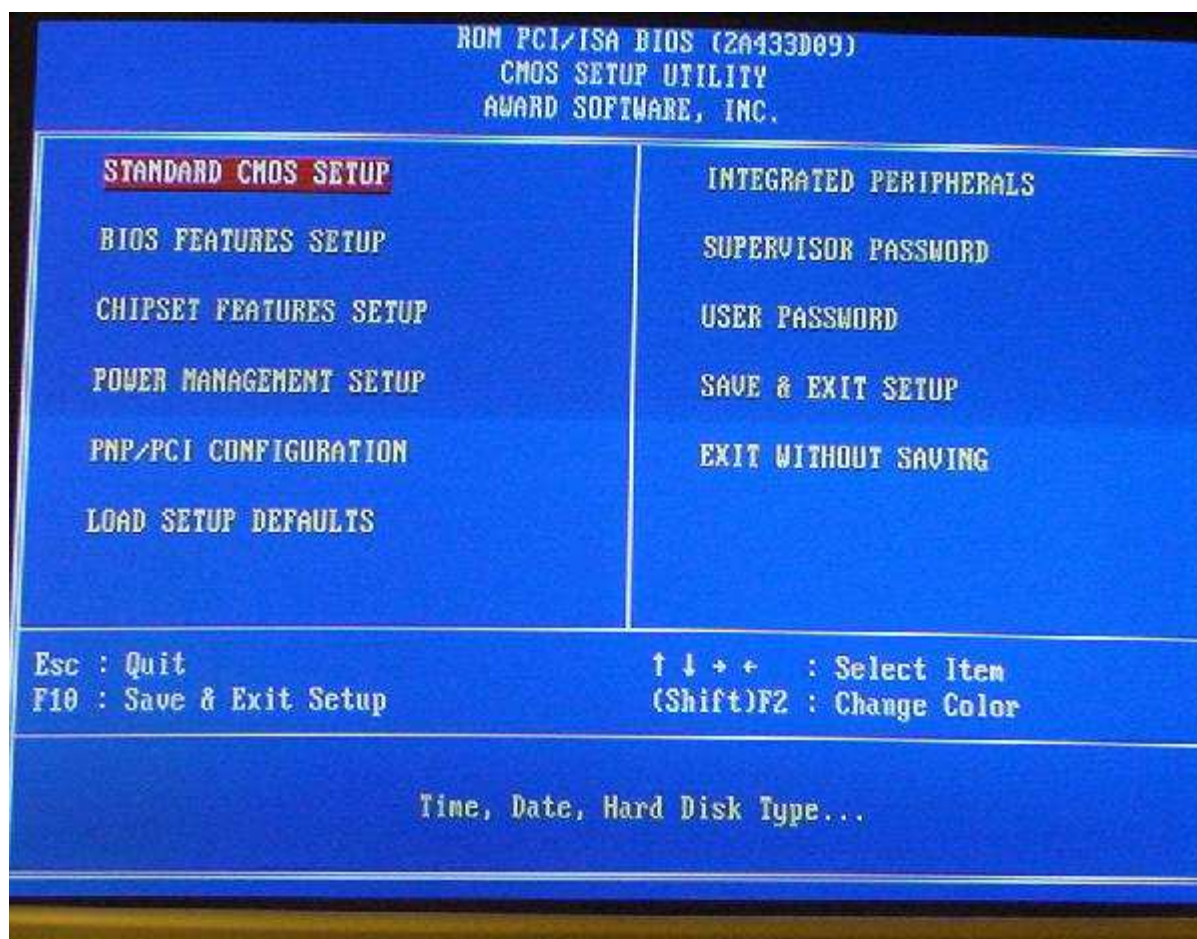 ROM PCI/ISA BIOS (2A433D09)
CMOS SETUP UTILITY
AWARD SOFTWARE, INC.
STANDARD CMOS SETUP
BIOS FEATURES SETUP
CHIPSET FEATURES SETUP
POWER MANAGEMENT SETUP
PNP/PCI CONFIGURATION
LOAD SETUP DEFAULTS
INTEGRATED PERIPHERALS
SUPERVISOR PASSWORD
USER PASSWORD
SAVE & EXIT SETUP
EXIT WITHOUT SAVING
Esc : Quit
F10 : Save & Exit Setup
↑ ↓ → ← : Select Item
(Shift)F2 : Change Color
Time, Date, Hard Disk Type...